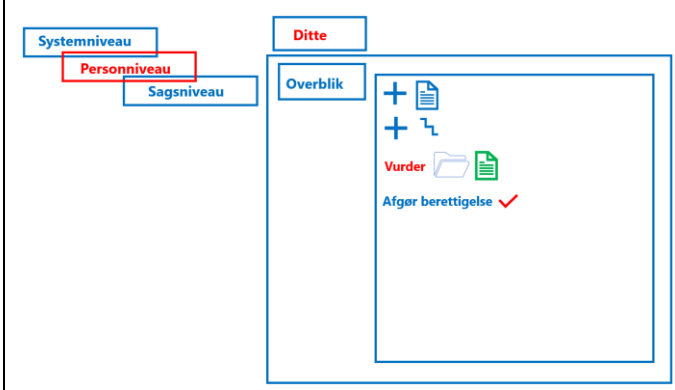 Systemniveau
Personniveau
Sagsniveau
Ditte
Overblik
Vurder
Afgør berettigelse